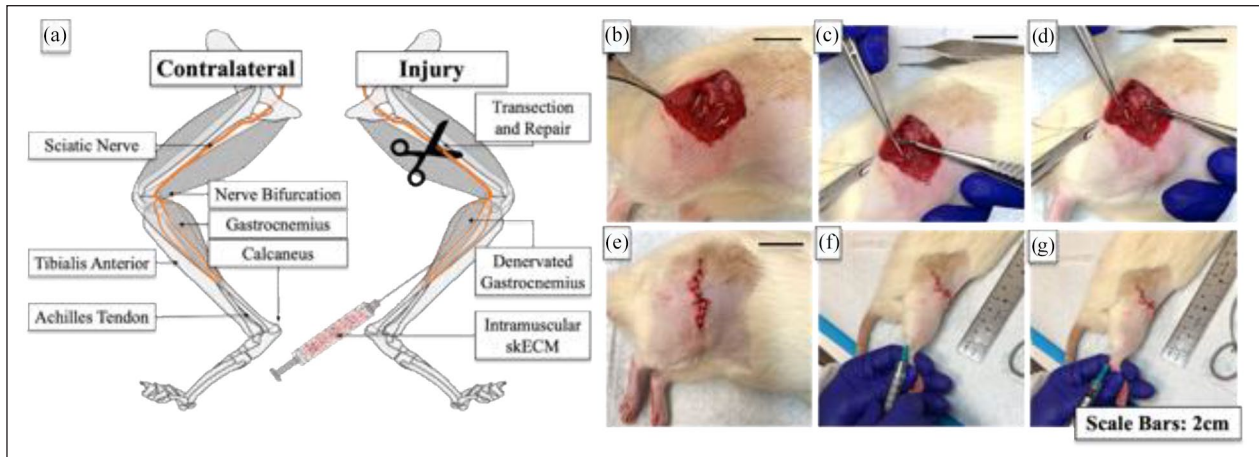 (a)
Contralateral
Injury
Transection
and Repair
Sciatic Nerve
Nerve Bifurcation
Gastrocnemius
Calcaneus
Tibialis Anterior
Denervated
Gastrocnemius
Achilles Tendon
Intramuscular
skECM
(b)
(c)
(d)
(e)
(f)
(g)
Scale Bars: 2cm